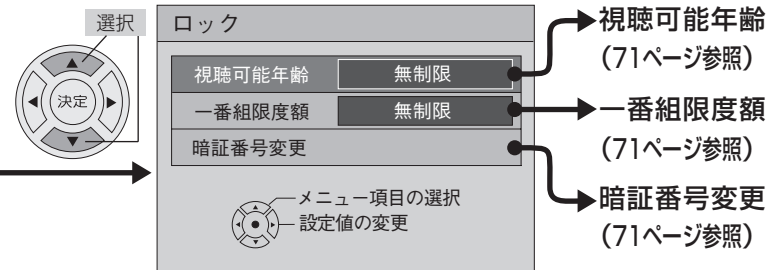 選択
決定
ロック
視聴可能年齢 無制限
一番組限度額 無制限
暗証番号変更
メニュー項目の選択
設定値の変更
視聴可能年齢
(71ページ参照)
一番組限度額
(71ページ参照)
暗証番号変更
(71ページ参照)